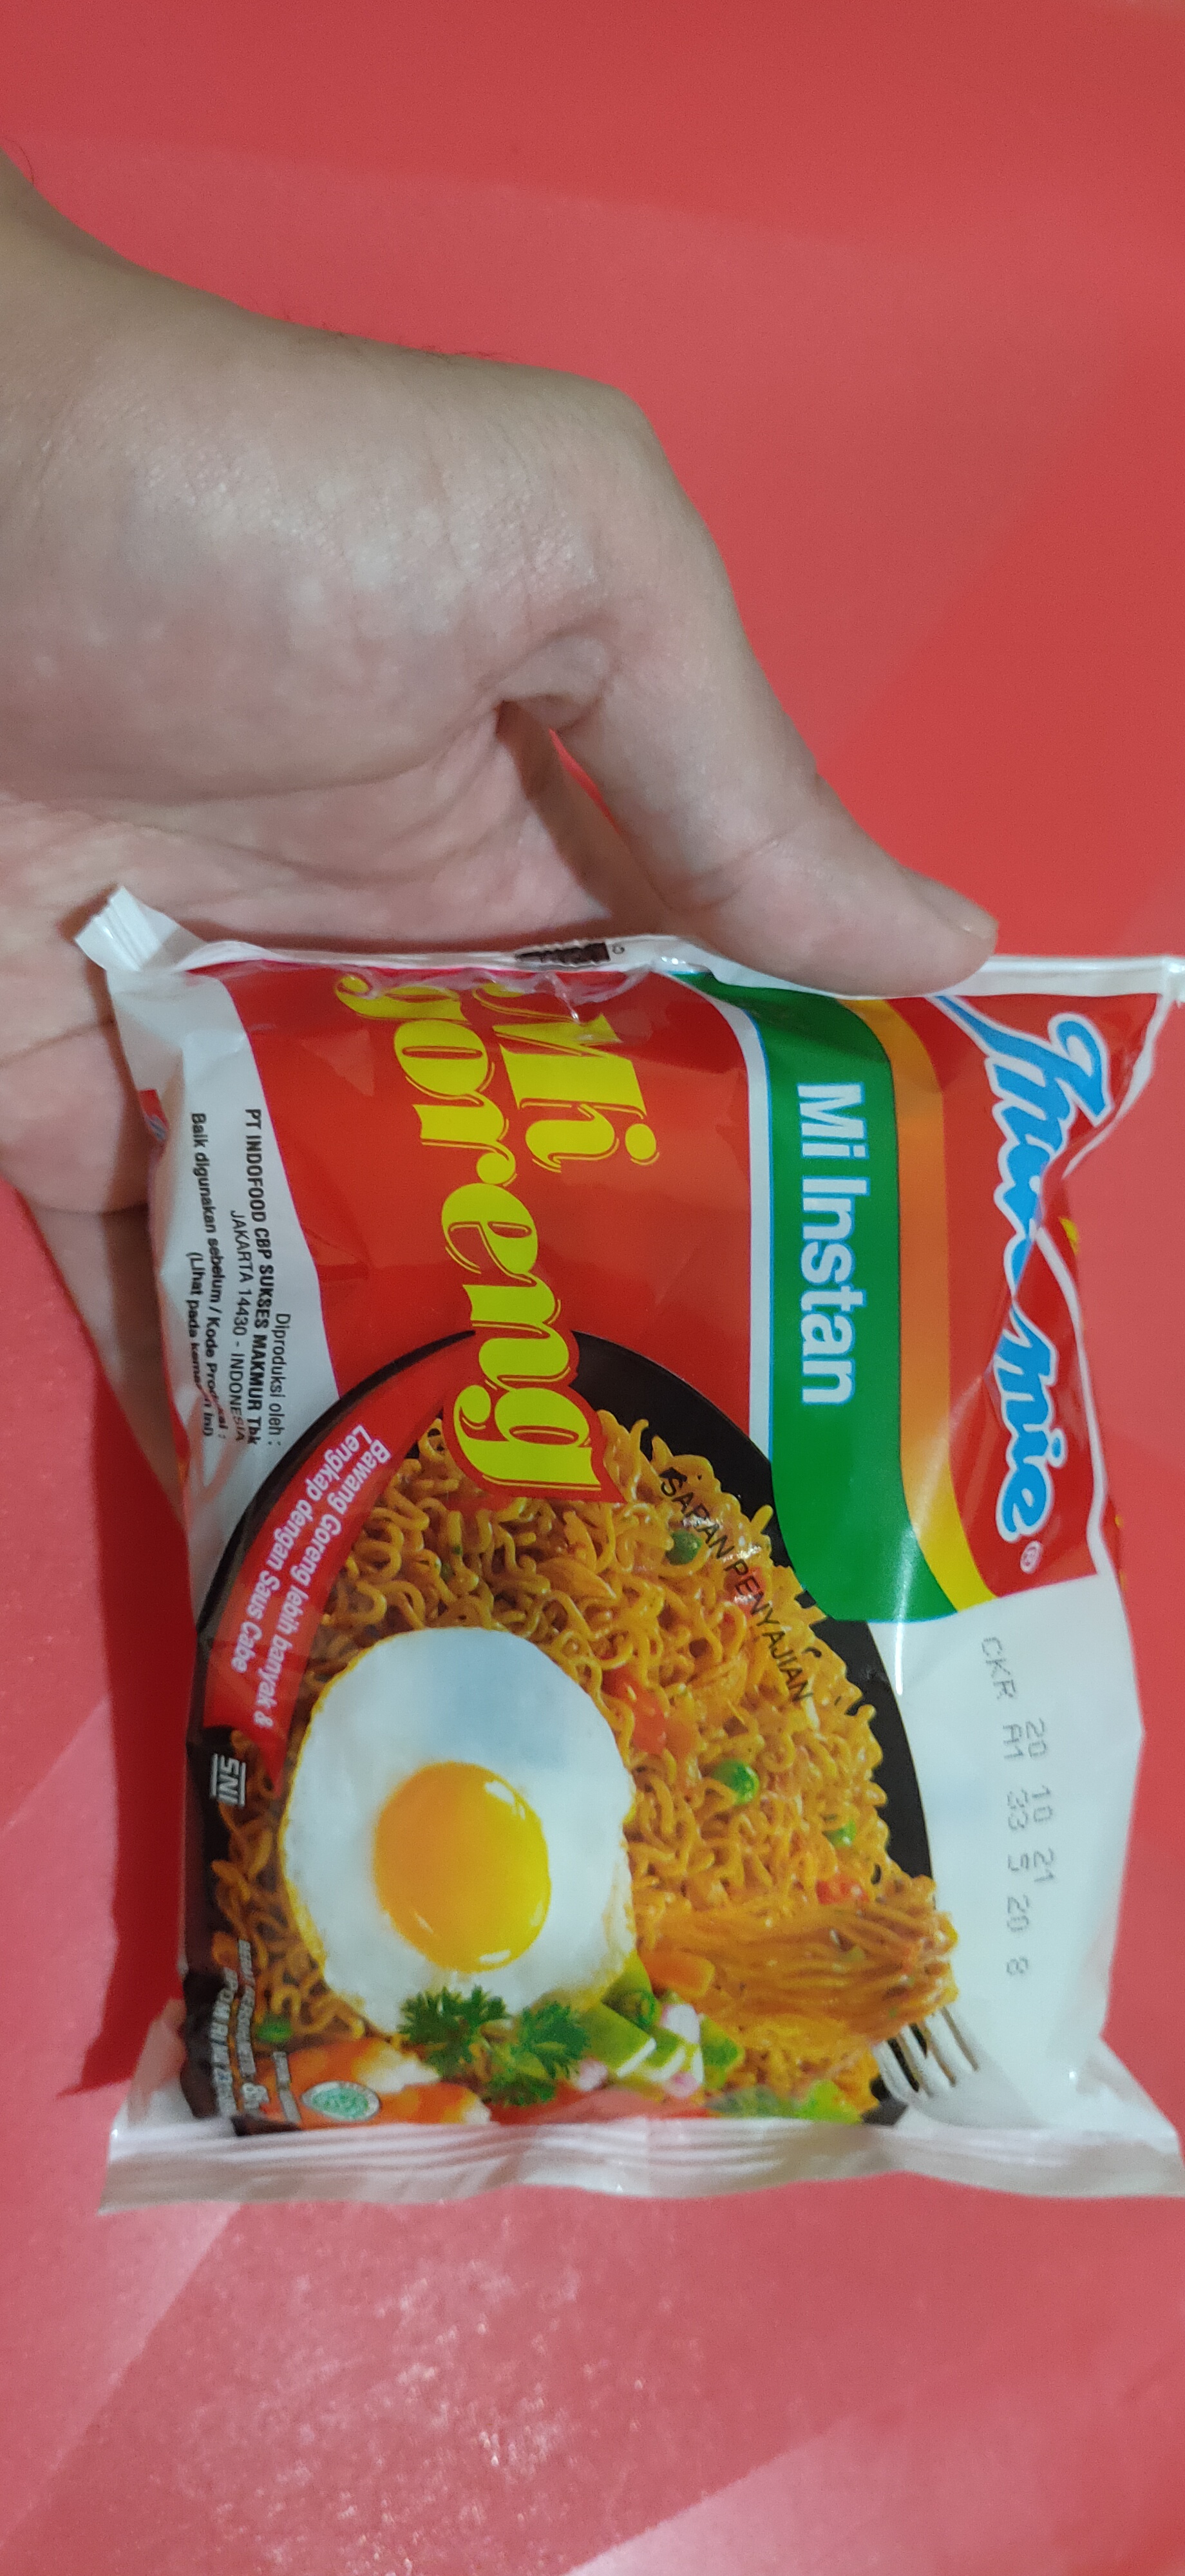 Indomie®
Mi Instan
20 10 21
CKR A1 33 5 20 8
Mi
goreng
SARAN PENYAJIAN
Bawang Goreng lebih banyak &
Lengkap dengan Saus Cabe
Diproduksi oleh :
PT INDOFOOD CBP SUKSES MAKMUR Tbk
JAKARTA 14430 - INDONESIA
Baik digunakan sebelum / Kode
(Lihat pada ini)
SNI